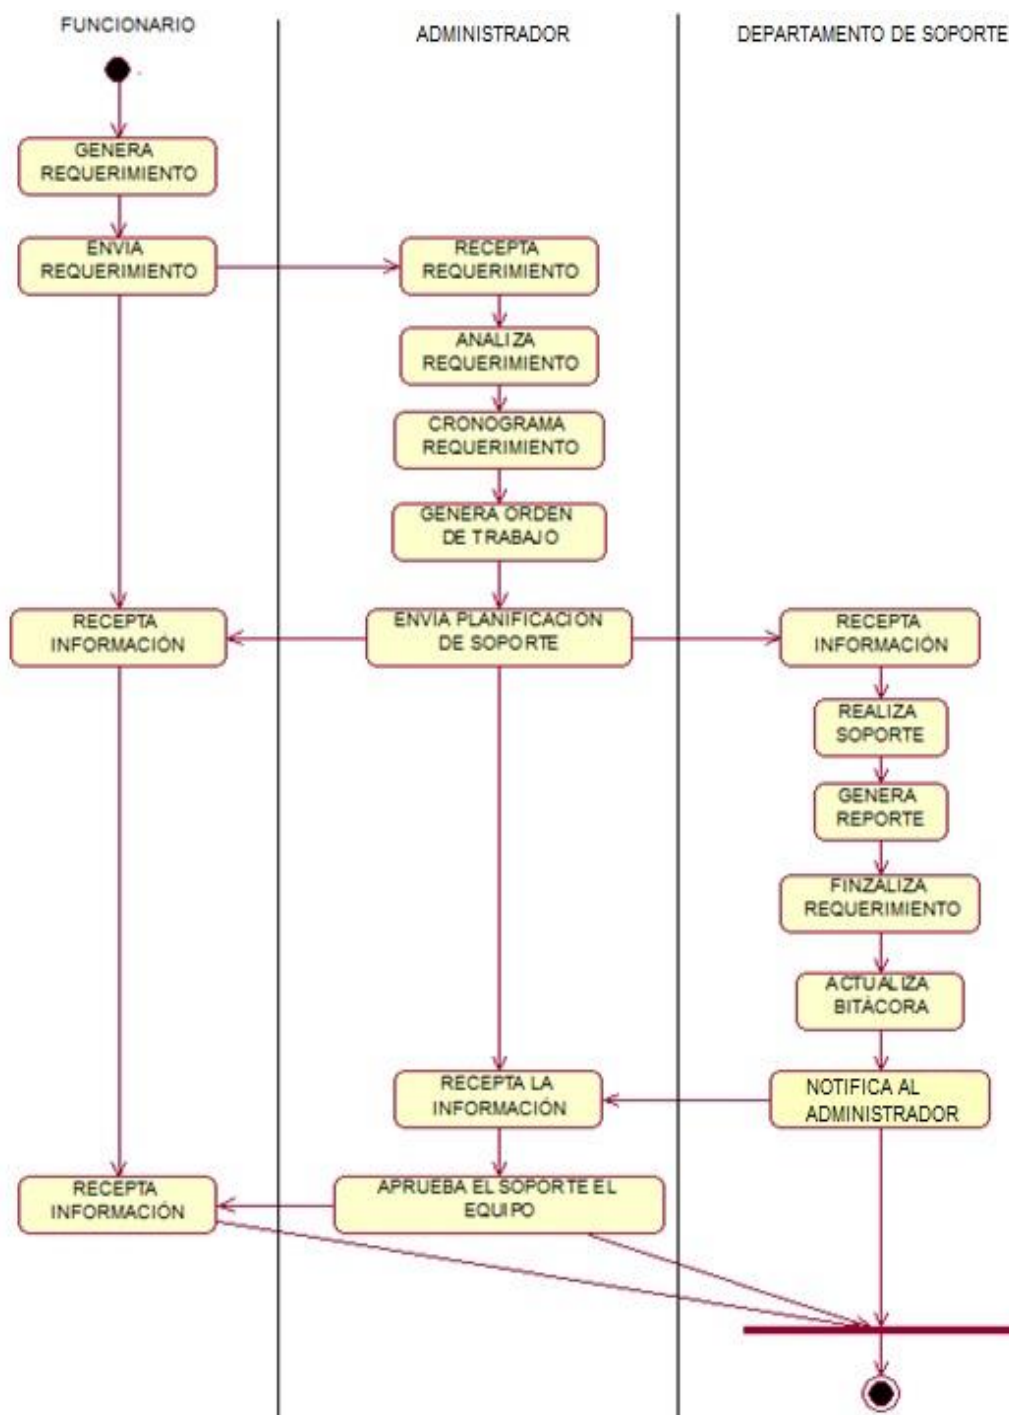 FUNCIONARIO
ADMINISTRADOR
DEPARTAMENTO DE SOPORTE
GENERA
REQUERIMIENTO
ENVIA
REQUERIMIENTO
RECEPTA
REQUERIMIENTO
ANALIZA
REQUERIMIENTO
CRONOGRAMA
REQUERIMIENTO
GENERA ORDEN
DE TRABAJO
RECEPTA
INFORMACIÓN
ENVIA PLANIFICACION
DE SOPORTE
RECEPTA
INFORMACIÓN
REALIZA
SOPORTE
GENERA
REPORTE
FINZALIZA
REQUERIMIENTO
ACTUALIZA
BITÁCORA
RECEPTA LA
INFORMACIÓN
NOTIFICA AL
ADMINISTRADOR
RECEPTA
INFORMACIÓN
APRUEBA EL SOPORTE EL
EQUIPO